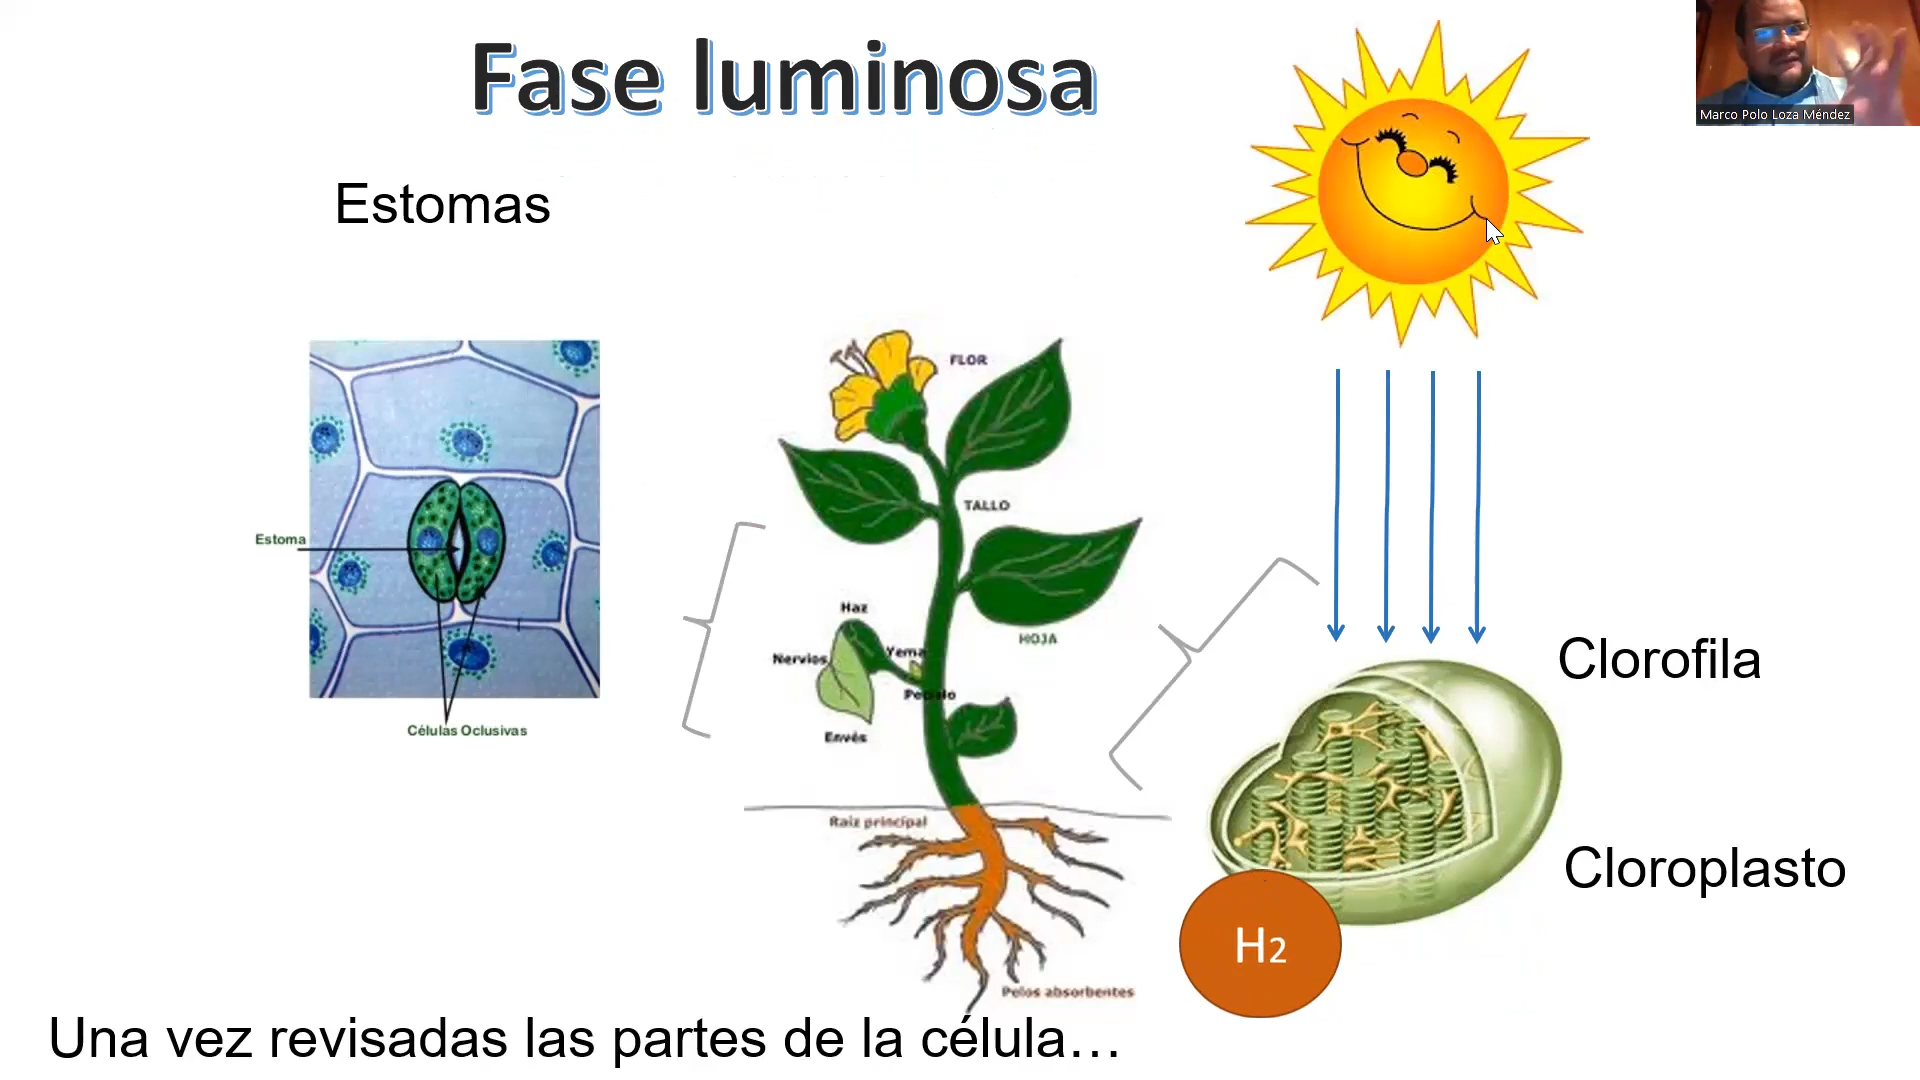 Fase luminosa
Marco Polo Loza Méndez
Estomas
FLOR
TALLO
Estoma
Haz
HOJA
Nervios
Yema
Clorofila
Pecíolo
Células Oclusivas
Envés
Raíz principal
Cloroplasto
H2
Pelos absorbentes
Una vez revisadas las partes de la célula...